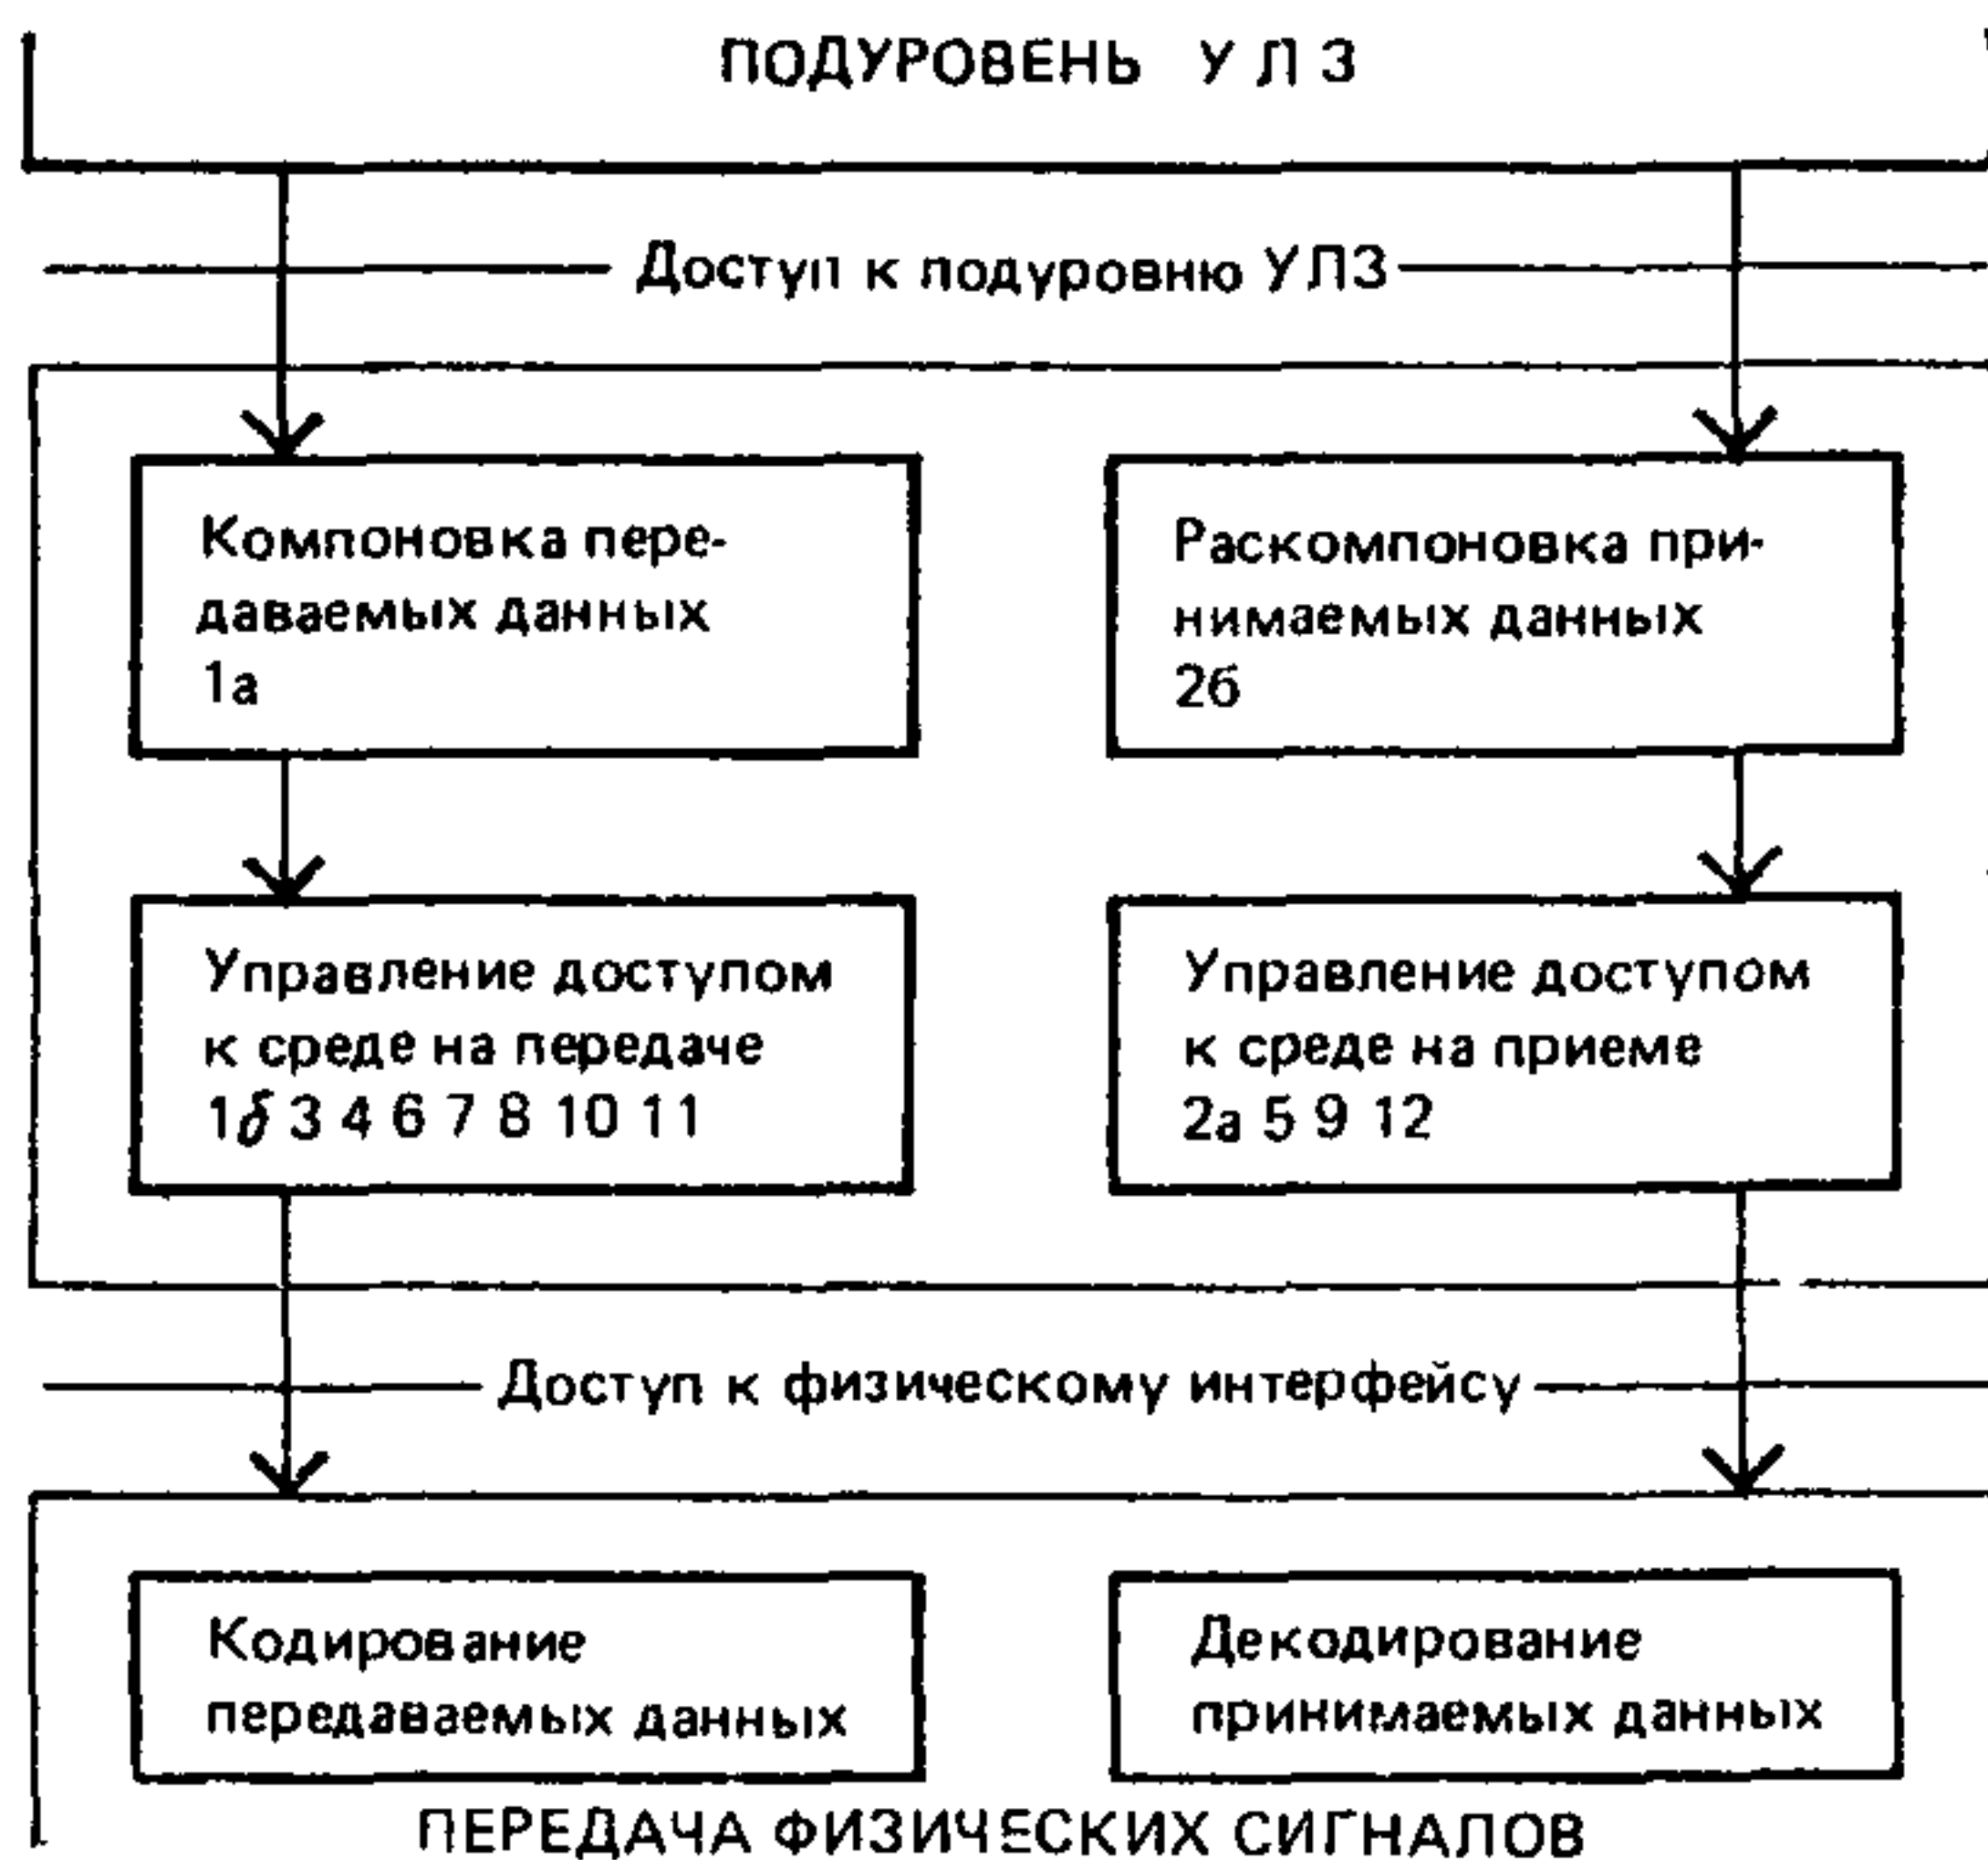 ПОДУРОВЕНЬ У Л З
Доступ к подуровню УЛЗ
Компоновка пере-
даваемых данных
1а
Раскомпоновка при-
нимаемых данных
2б
Управление доступом
к среде на передаче
1б 3 4 6 7 8 10 11
Управление доступом
к среде на приеме
2а 5 9 12
Доступ к физическому интерфейсу
Кодирование
передаваемых данных
Декодирование
принимаемых данных
ПЕРЕДАЧА ФИЗИЧЕСКИХ СИГНАЛОВ